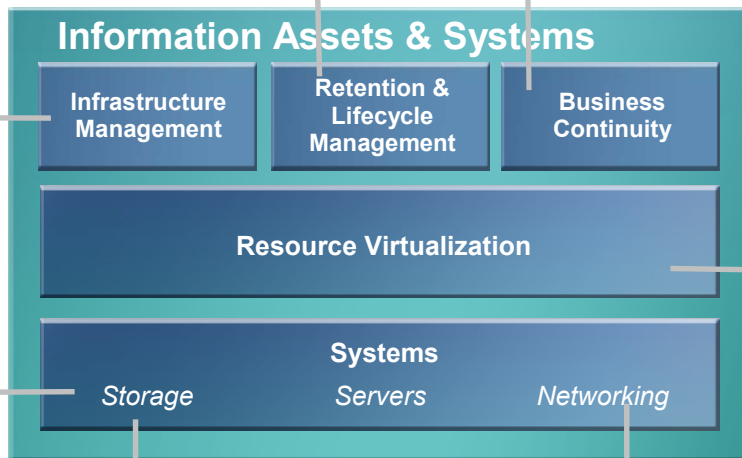 Information Assets & Systems
Infrastructure
Management
Retention &
Lifecycle
Management
Business
Continuity
Resource Virtualization
Systems
Storage
Servers
Networking